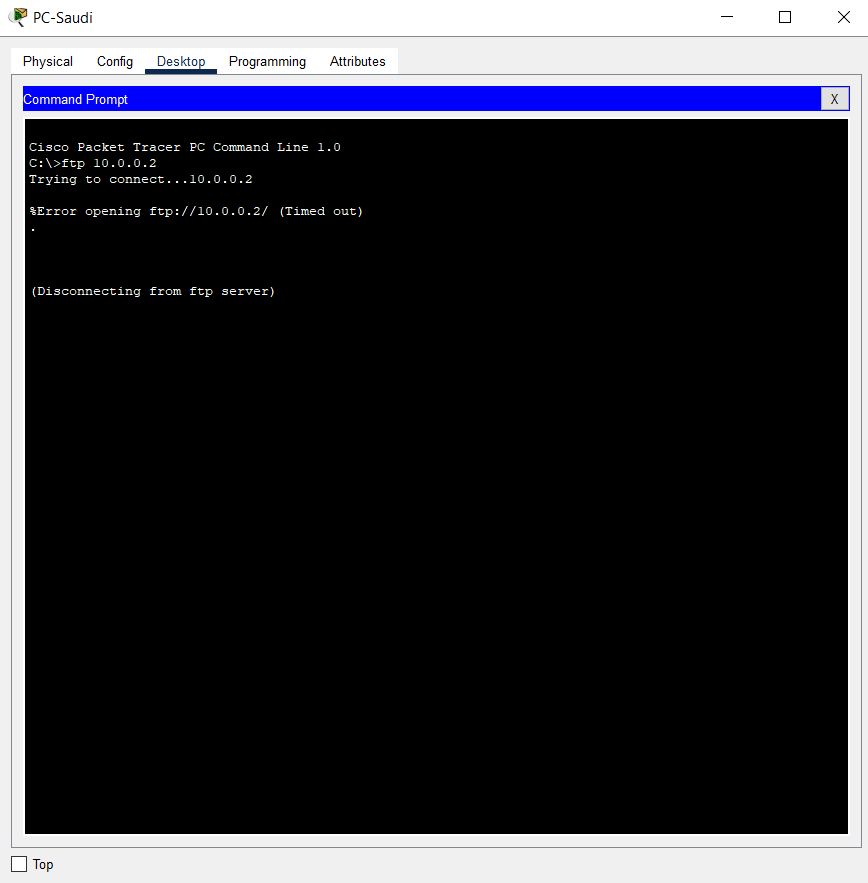 PC-Saudi
Physical Config Desktop Programming Attributes
Command Prompt
X
Cisco Packet Tracer PC Command Line 1.0
C:\>ftp 10.0.0.2
Trying to connect...10.0.0.2
%Error opening ftp://10.0.0.2/ (Timed out)
.
(Disconnecting from ftp server)
Top